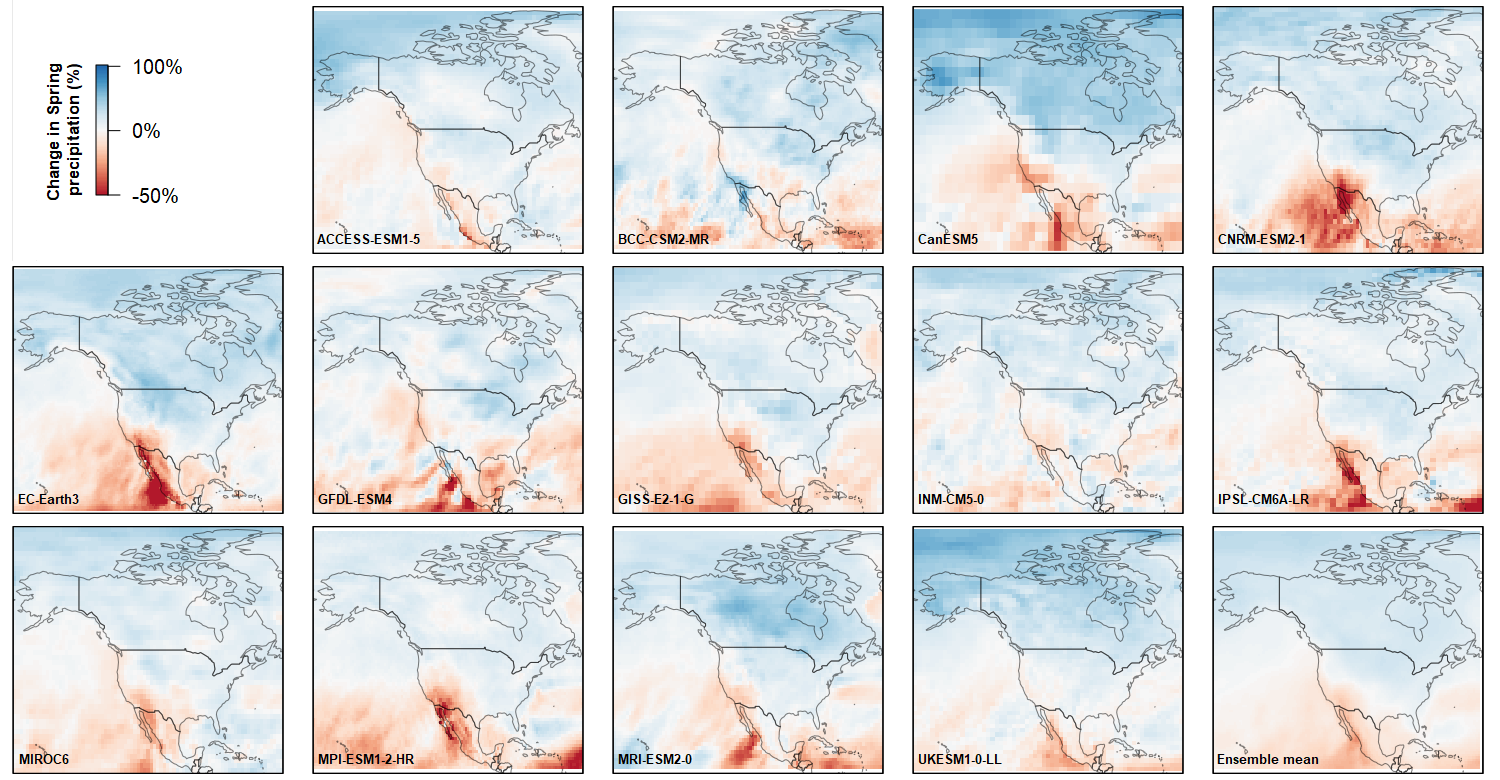 Change in Spring
precipitation (%)
100%
0%
-50%
ACCESS-ESM1-5
BCC-CSM2-MR
CanESM5
CNRM-ESM2-1
EC-Earth3
GFDL-ESM4
GISS-E2-1-G
INM-CM5-0
IPSL-CM6A-LR
MIROC6
MPI-ESM1-2-HR
MRI-ESM2-0
UKESM1-0-LL
Ensemble mean